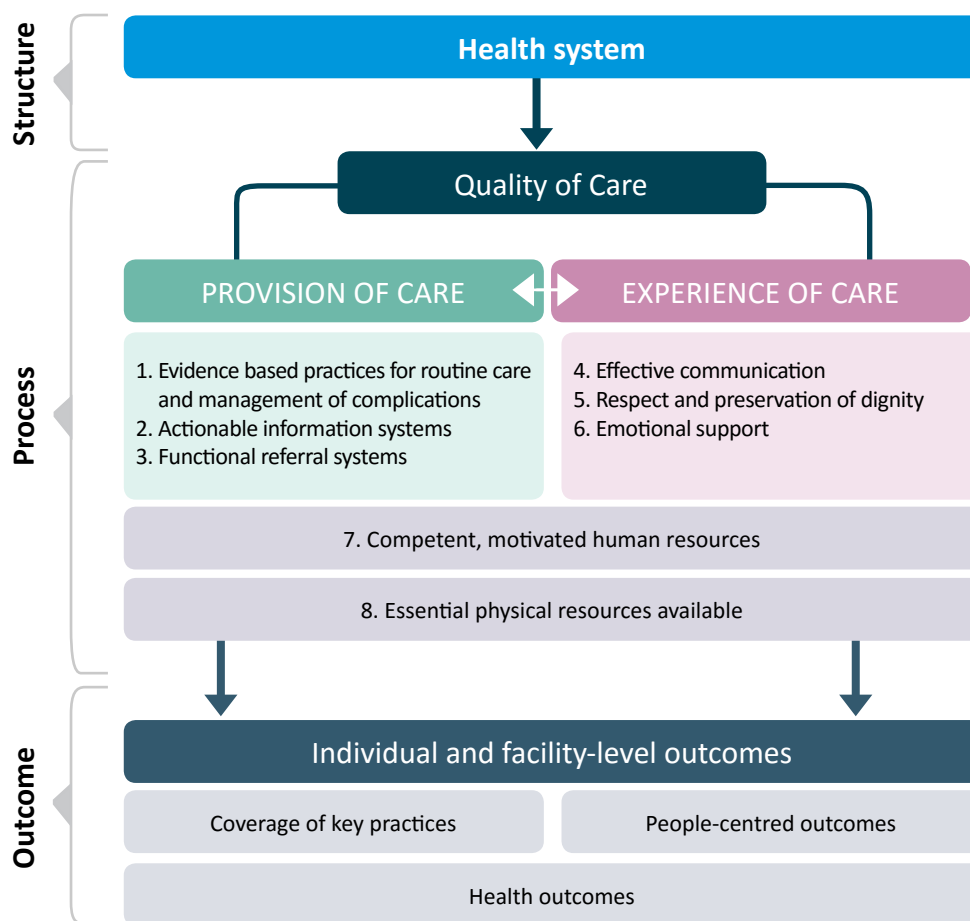 Structure
Health system
Process
Quality of Care
PROVISION OF CARE
EXPERIENCE OF CARE
1. Evidence based practices for routine care
and management of complications
2. Actionable information systems
3. Functional referral systems
4. Effective communication
5. Respect and preservation of dignity
6. Emotional support
7. Competent, motivated human resources
8. Essential physical resources available
Outcome
Individual and facility-level outcomes
Coverage of key practices
People-centred outcomes
Health outcomes